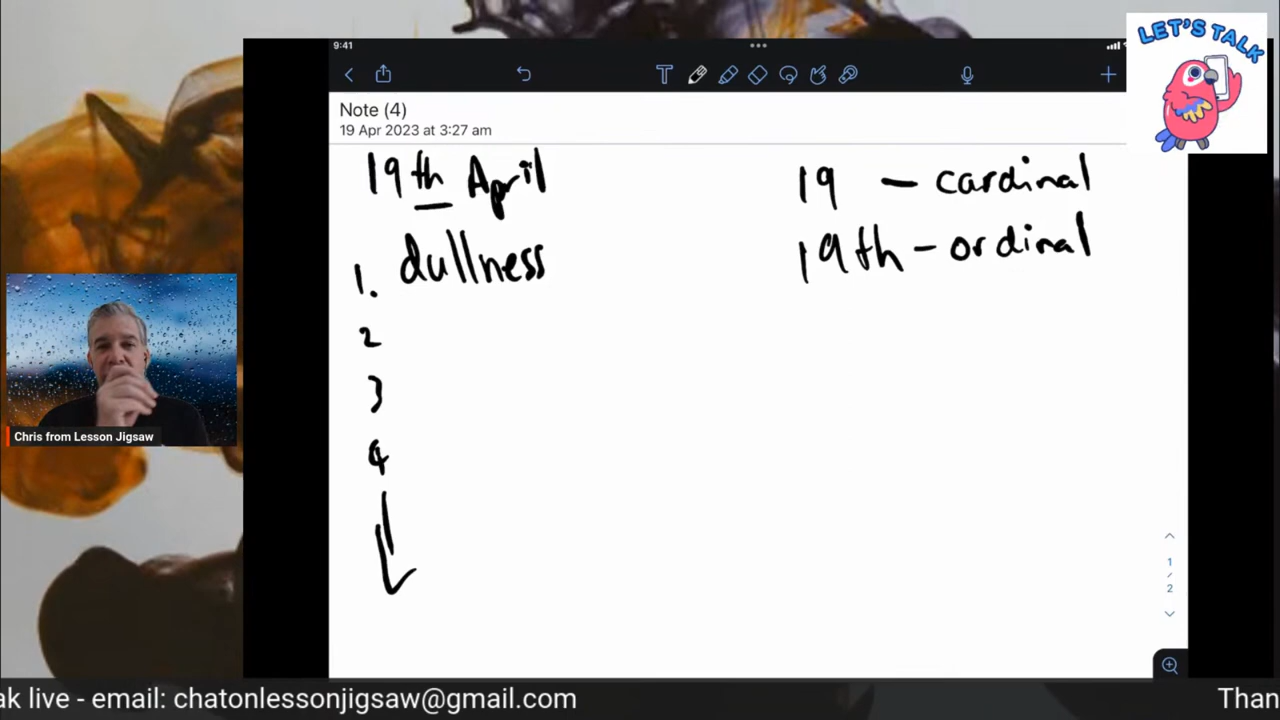 LET'S TALK
9:41
Note (4)
19 Apr 2023 at 3:27 am
19th April
19 - cardinal
19th - ordinal
1. dullness
2
3
4
Chris from Lesson Jigsaw
1
/
2
ak live - email: chatonlessonjigsaw@gmail.com
Than